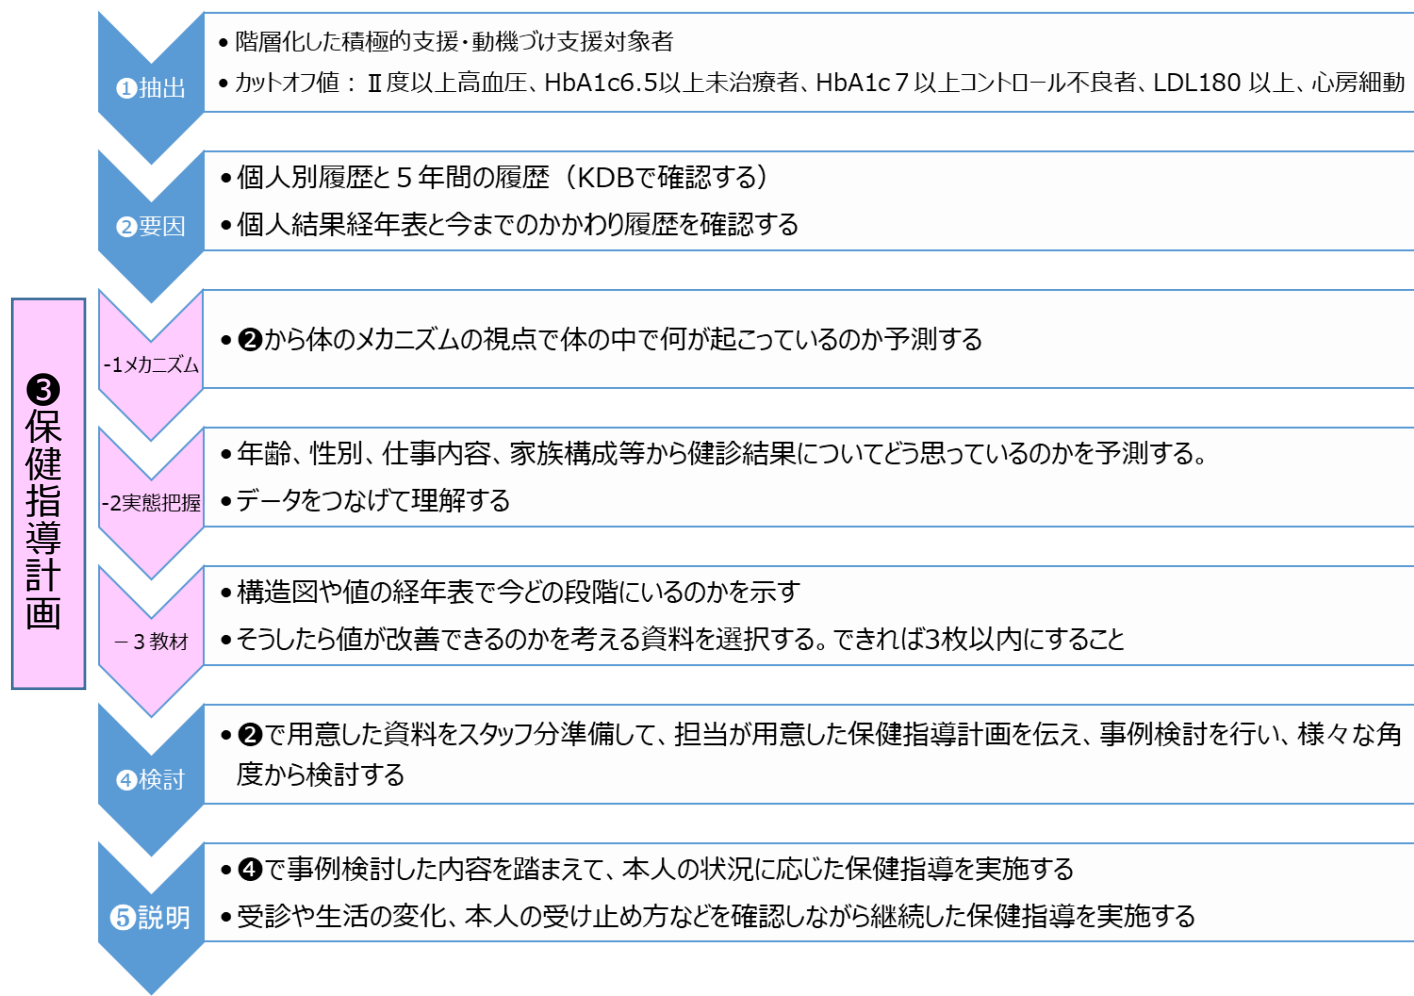 ❶抽出
•階層化した積極的支援・動機づけ支援対象者
•カットオフ値：Ⅱ度以上高血圧、HbA1c6.5以上未治療者、HbA1c７以上コントロール不良者、LDL180 以上、心房細動
❷要因
•個人別履歴と５年間の履歴（KDBで確認する）
•個人結果経年表と今までのかかわり履歴を確認する
❸保健指導計画
-1メカニズム
•❷から体のメカニズムの視点で体の中で何が起こっているのか予測する
-2実態把握
•年齢、性別、仕事内容、家族構成等から健診結果についてどう思っているのかを予測する。
•データをつなげて理解する
－３教材
•構造図や値の経年表で今どの段階にいるのかを示す
•そうしたら値が改善できるのかを考える資料を選択する。できれば3枚以内にすること
❹検討
•❷で用意した資料をスタッフ分準備して、担当が用意した保健指導計画を伝え、事例検討を行い、様々な角
度から検討する
❺説明
•❹で事例検討した内容を踏まえて、本人の状況に応じた保健指導を実施する
•受診や生活の変化、本人の受け止め方などを確認しながら継続した保健指導を実施する